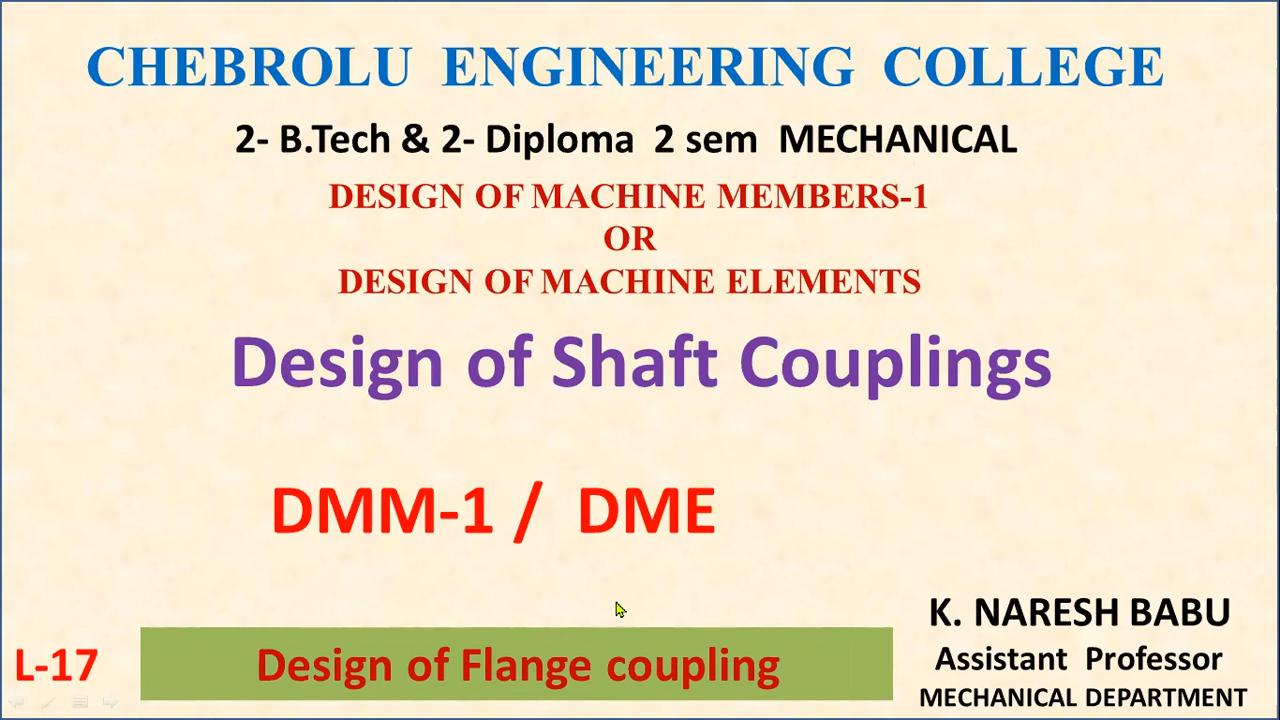 CHEBROLU ENGINEERING COLLEGE
2- B.Tech & 2- Diploma 2 sem MECHANICAL
DESIGN OF MACHINE MEMBERS-1
OR
DESIGN OF MACHINE ELEMENTS
Design of Shaft Couplings
DMM-1 / DME
K. NARESH BABU
Assistant Professor
MECHANICAL DEPARTMENT
L-17
Design of Flange coupling